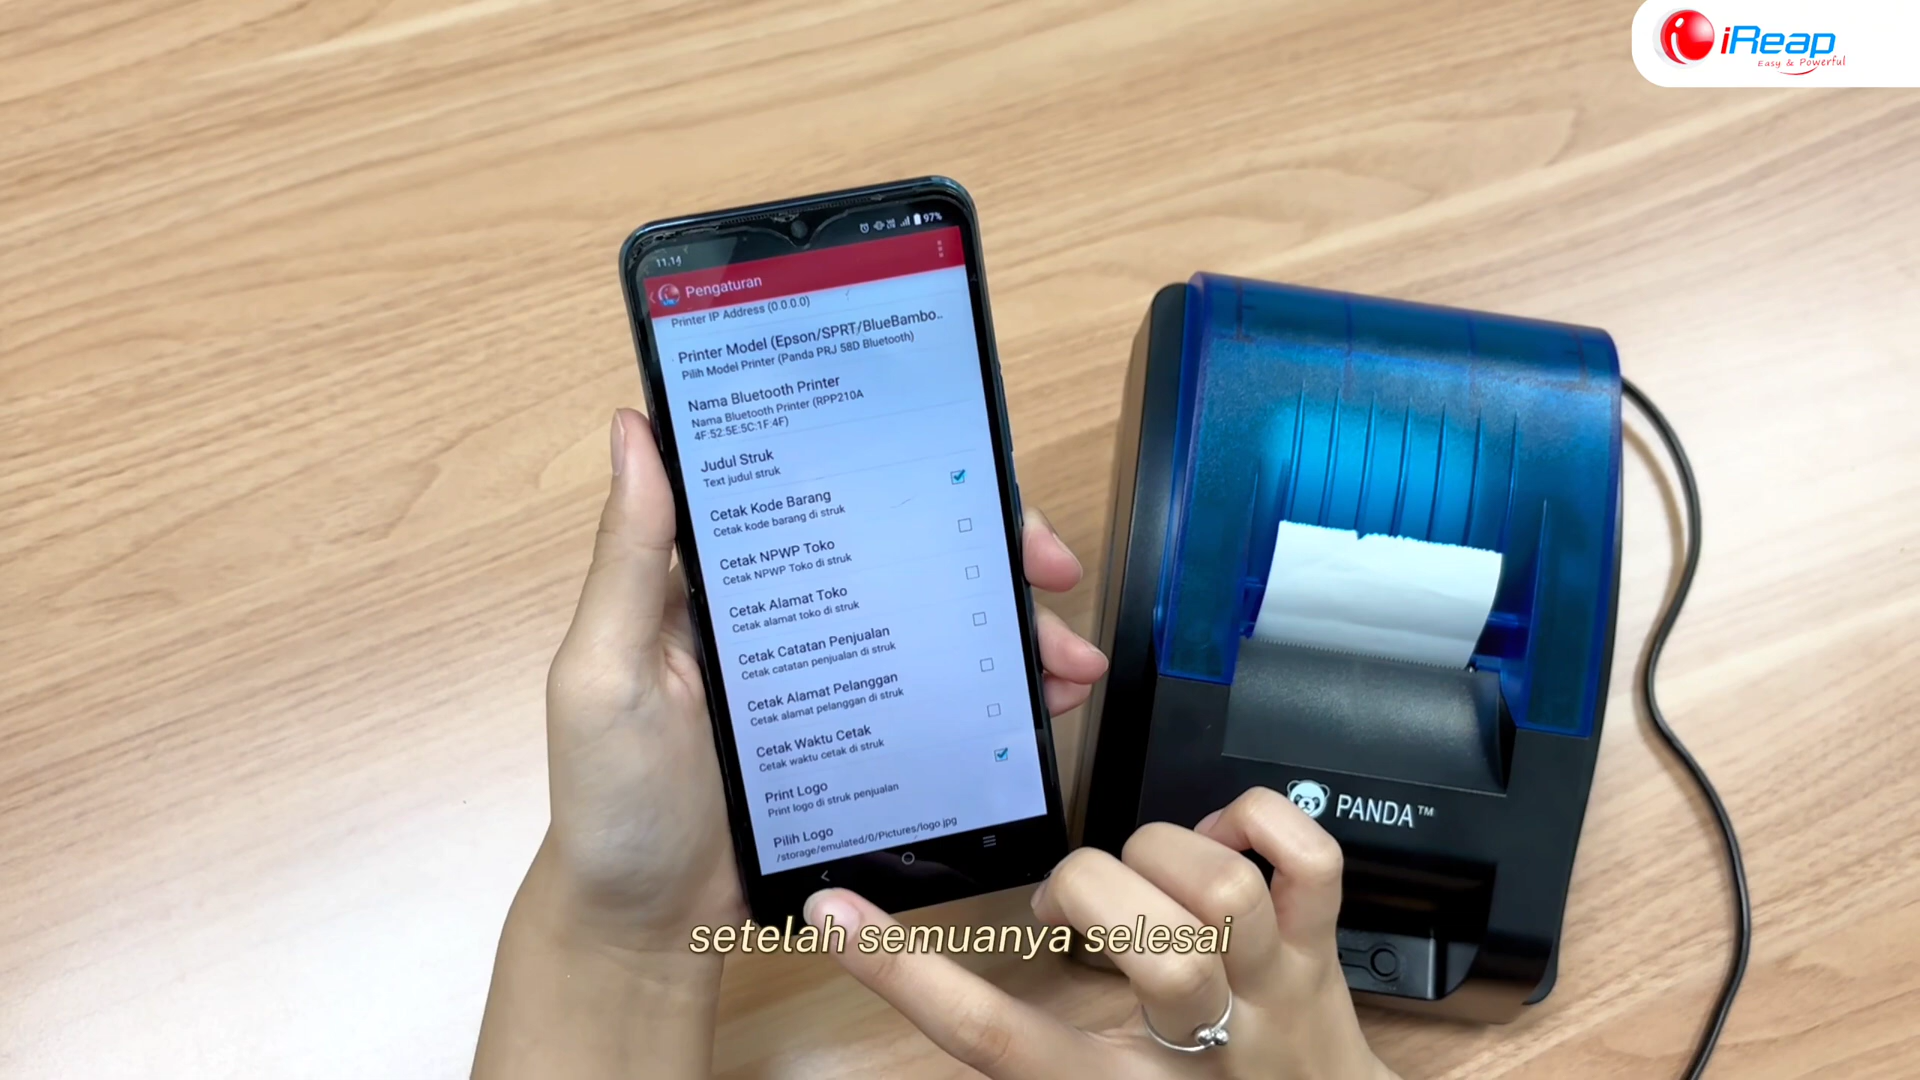 iReap
Easy & Powerful
11.14
97%
Pengaturan
Printer IP Address (0.0.0.0)
Printer Model (Epson/SPRT/BlueBambo..
Pilih Model Printer (Panda PRJ 58D Bluetooth)
Nama Bluetooth Printer
Nama Bluetooth Printer (RPP210A
4F:52:5E:5C:1F:4F)
Judul Struk
Text judul struk
Cetak Kode Barang
Cetak kode barang di struk
Cetak NPWP Toko
Cetak NPWP Toko di struk
Cetak Alamat Toko
Cetak alamat toko di struk
Cetak Catatan Penjualan
Cetak catatan penjualan di struk
Cetak Alamat Pelanggan
Cetak alamat pelanggan di struk
Cetak Waktu Cetak
Cetak waktu cetak di struk
Print Logo
Print logo di struk penjualan
Pilih Logo
/storage/emulated/0/Pictures/logo.jpg
PANDA™
setelah semuanya selesai